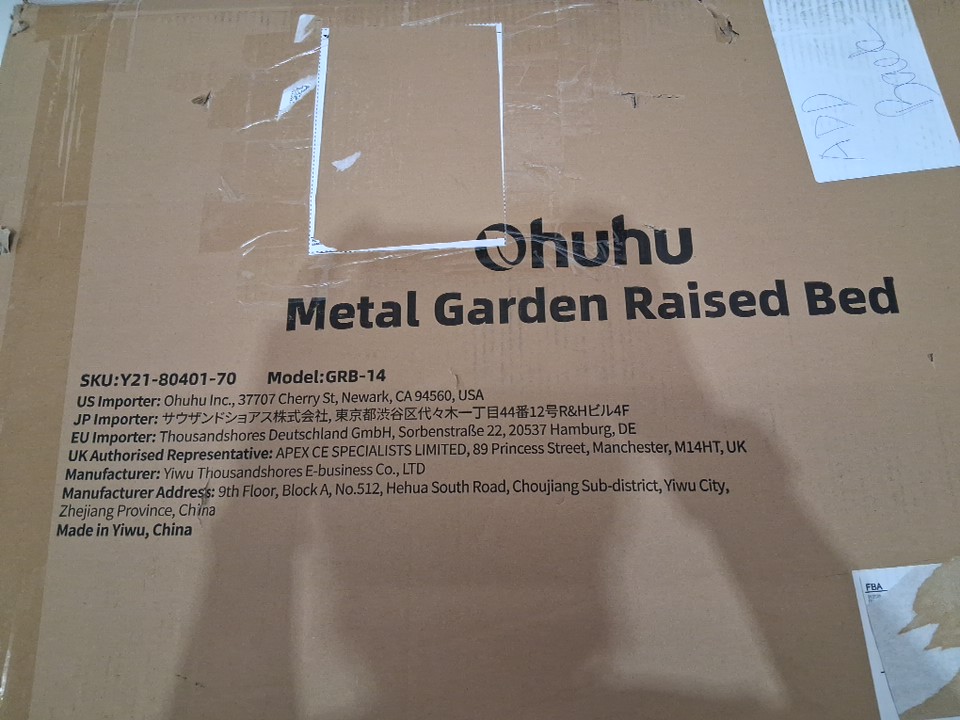 ADD
Ohuhu
Metal Garden Raised Bed
SKU:Y21-80401-70 Model:GRB-14
US Importer: Ohuhu Inc., 37707 Cherry St, Newark, CA 94560, USA
JP Importer: サウザンドショアス株式会社, 東京都渋谷区代々木一丁目44番12号R&Hビル4F
EU Importer: Thousandshores Deutschland GmbH, Sorbenstraße 22, 20537 Hamburg, DE
UK Authorised Representative: APEX CE SPECIALISTS LIMITED, 89 Princess Street, Manchester, M14HT, UK
Manufacturer: Yiwu Thousandshores E-business Co., LTD
Manufacturer Address: 9th Floor, Block A, No.512, Hehua South Road, Choujiang Sub-district, Yiwu City,
Zhejiang Province, China
Made in Yiwu, China
FBA